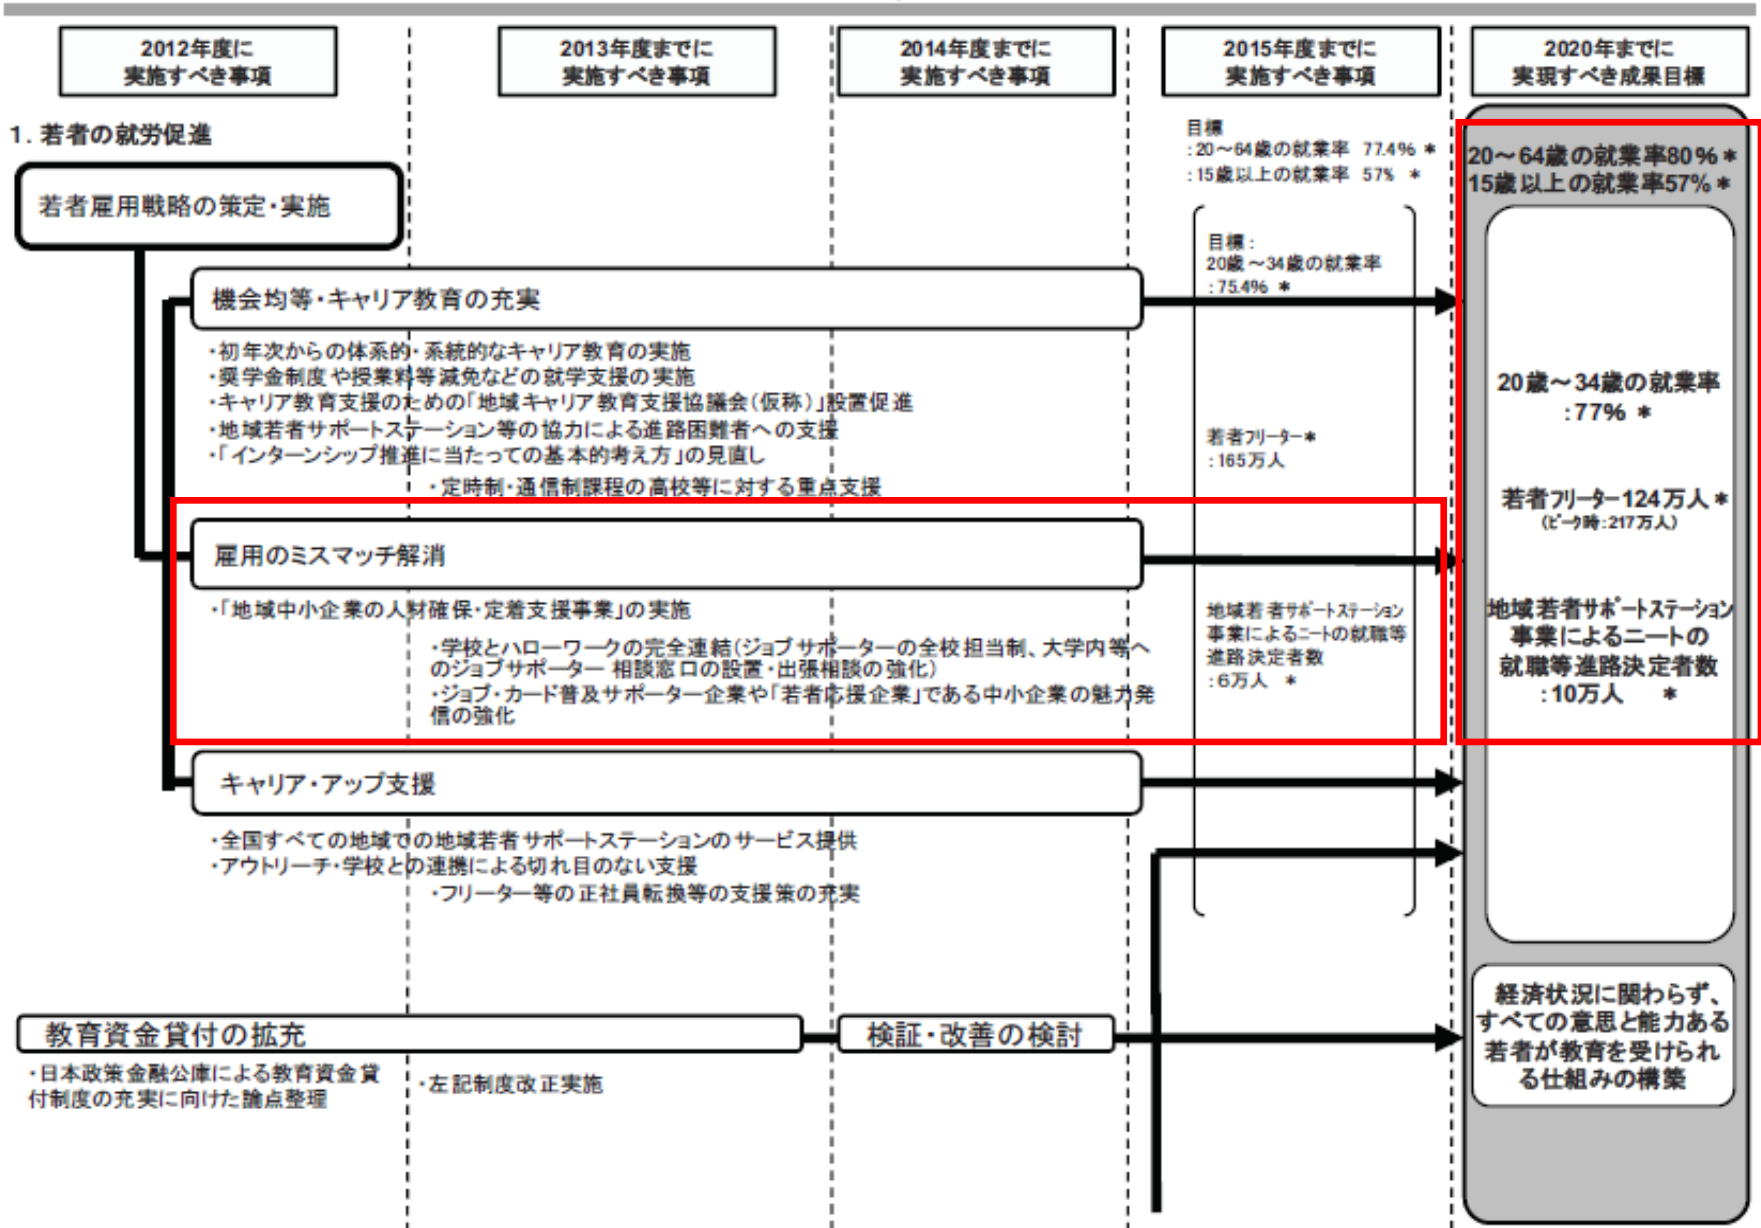 2012年度に
実施すべき事項
2013年度までに
実施すべき事項
2014年度までに
実施すべき事項
2015年度までに
実施すべき事項
2020年までに
実現すべき成果目標
1. 若者の就労促進
若者雇用戦略の策定・実施
機会均等・キャリア教育の充実
・初年次からの体系的・系統的なキャリア教育の実施
・奨学金制度や授業料等減免などの就学支援の実施
・キャリア教育支援のための「地域キャリア教育支援協議会(仮称)」設置促進
・地域若者サポートステーション等の協力による進路困難者への支援
・「インターンシップ推進に当たっての基本的考え方」の見直し
・定時制・通信制課程の高校等に対する重点支援
雇用のミスマッチ解消
・「地域中小企業の人財確保・定着支援事業」の実施
・学校とハローワークの完全連結(ジョブサポーターの全校担当制、大学内等へ
のジョブサポーター 相談窓口の設置・出張相談の強化)
・ジョブ・カード普及サポーター企業や「若者応援企業」である中小企業の魅力発
信の強化
キャリア・アップ支援
・全国すべての地域での地域若者サポートステーションのサービス提供
・アウトリーチ・学校との連携による切れ目のない支援
・フリーター等の正社員転換等の支援策の充実
教育資金貸付の拡充
・日本政策金融公庫による教育資金貸
付制度の充実に向けた論点整理
・左記制度改正実施
検証・改善の検討
目標
:20～64歳の就業率 77.4% *
:15歳以上の就業率 57% *
目標:
20歳～34歳の就業率
:75.4% *
若者フリーター*
:165万人
地域若者サポートステーション
事業によるニートの就職等
進路決定者数
:6万人 *
20～64歳の就業率80%*
15歳以上の就業率57%*
20歳～34歳の就業率
:77% *
若者フリーター124万人*
(ピーク時:217万人)
地域若者サポートステーション
事業によるニートの
就職等進路決定者数
:10万人 *
経済状況に関わらず、
すべての意思と能力ある
若者が教育を受けられ
る仕組みの構築